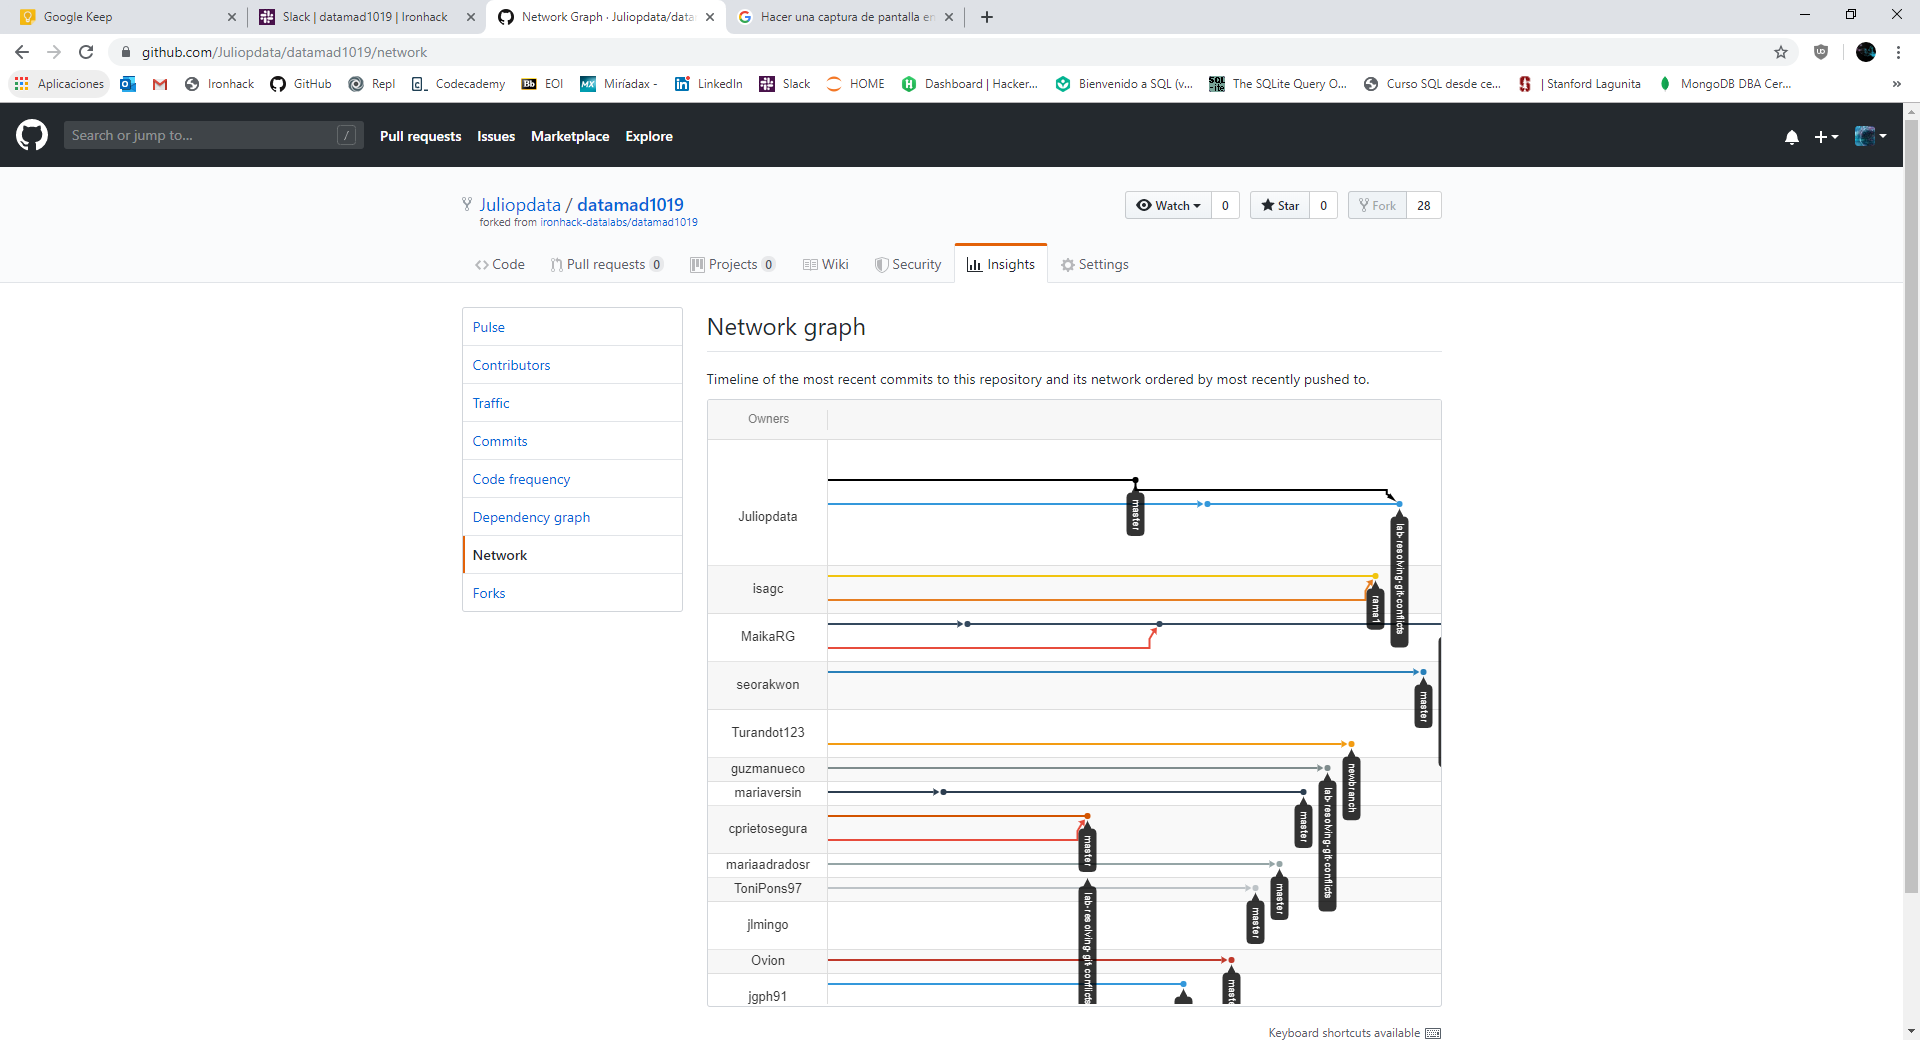 Google Keep
Slack | datamad1019 | Ironhack
Network Graph · Juliopdata/data
Hacer una captura de pantalla en
github.com/Juliopdata/datamad1019/network
Aplicaciones
Ironhack
GitHub
Repl
Codecademy
Bb EOI
MX Miríadax -
LinkedIn
Slack
HOME
Dashboard | Hacker...
Bienvenido a SQL (v...
The SQLite Query O...
Curso SQL desde ce...
| Stanford Lagunita
MongoDB DBA Cer...
»
Search or jump to...
/
Pull requests
Issues
Marketplace
Explore
Juliopdata / datamad1019
forked from ironhack-datalabs/datamad1019
Watch 0
Star 0
Fork 28
Code
Pull requests 0
Projects 0
Wiki
Security
Insights
Settings
Pulse
Contributors
Traffic
Commits
Code frequency
Dependency graph
Network
Forks
Network graph
Timeline of the most recent commits to this repository and its network ordered by most recently pushed to.
Owners
Juliopdata
master
lab-resolving-git-conflicts
isagc
rama1
MaikaRG
seorakwon
master
Turandot123
newbranch
guzmanueco
lab-resolving-git-conflicts
mariaversin
master
cprietosegura
master
lab-resolving-git-conflicts
mariaadradosr
master
ToniPons97
master
jlmingo
Ovion
maste
jgph91
Keyboard shortcuts available